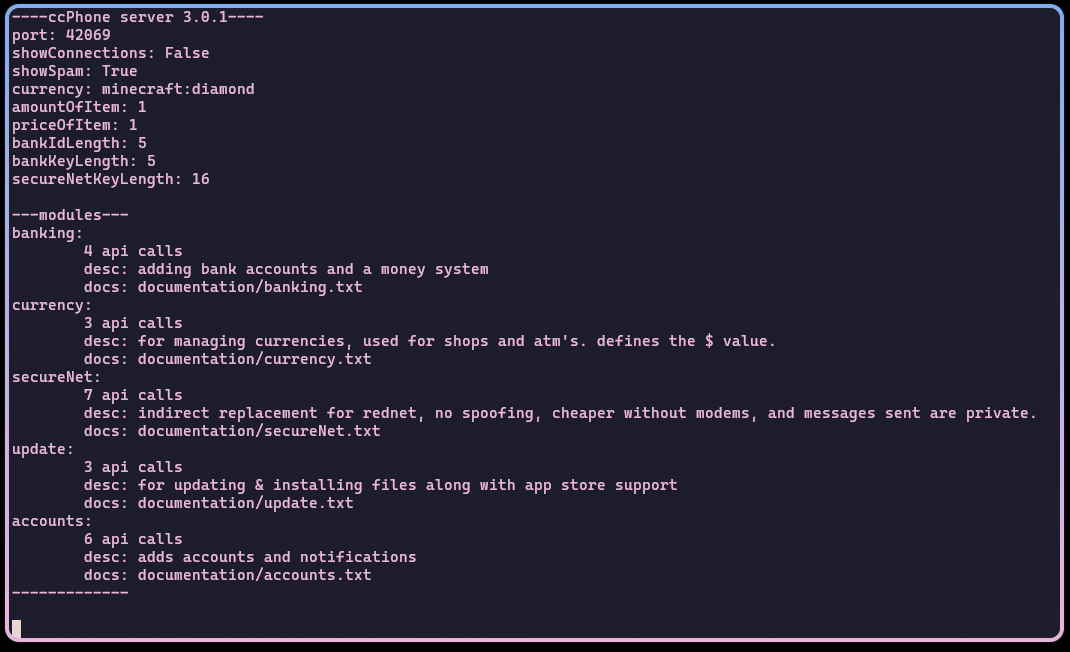 ----ccPhone server 3.0.1----
port: 42069
showConnections: False
showSpam: True
currency: minecraft:diamond
amountOfItem: 1
priceOfItem: 1
bankIdLength: 5
bankKeyLength: 5
secureNetKeyLength: 16

---modules---
banking:
        4 api calls
        desc: adding bank accounts and a money system
        docs: documentation/banking.txt
currency:
        3 api calls
        desc: for managing currencies, used for shops and atm's. defines the $ value.
        docs: documentation/currency.txt
secureNet:
        7 api calls
        desc: indirect replacement for rednet, no spoofing, cheaper without modems, and messages sent are private.
        docs: documentation/secureNet.txt
update:
        3 api calls
        desc: for updating & installing files along with app store support
        docs: documentation/update.txt
accounts:
        6 api calls
        desc: adds accounts and notifications
        docs: documentation/accounts.txt
-------------